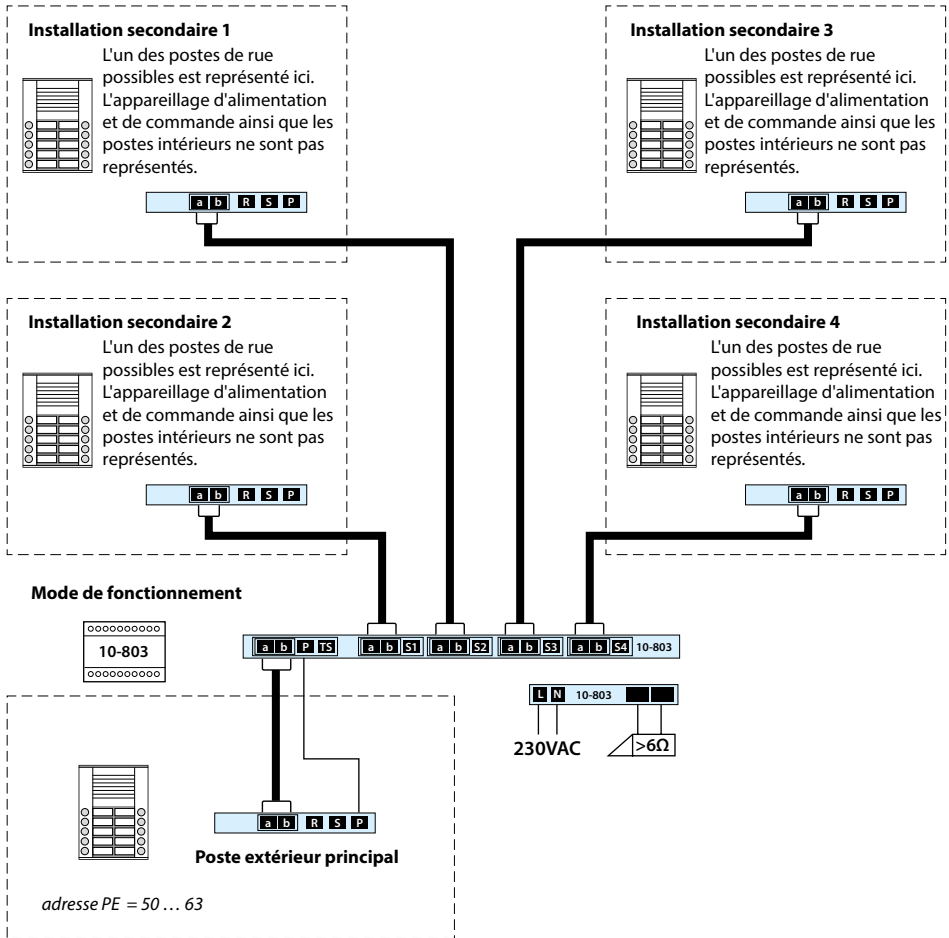 Installation secondaire 1
L'un des postes de rue
possibles est représenté ici.
L'appareillage d'alimentation
et de commande ainsi que les
postes intérieurs ne sont pas
représentés.
a b R S P
Installation secondaire 3
L'un des postes de rue
possibles est représenté ici.
L'appareillage d'alimentation
et de commande ainsi que les
postes intérieurs ne sont pas
représentés.
a b R S P
Installation secondaire 2
L'un des postes de rue
possibles est représenté ici.
L'appareillage d'alimentation
et de commande ainsi que les
postes intérieurs ne sont pas
représentés.
a b R S P
Installation secondaire 4
L'un des postes de rue
possibles est représenté ici.
L'appareillage d'alimentation
et de commande ainsi que les
postes intérieurs ne sont pas
représentés.
a b R S P
Mode de fonctionnement
10-803
a b P TS a b S1 a b S2 a b S3 a b S4 10-803
L N 10-803
230VAC >6Ω
a b R S P
Poste extérieur principal
adresse PE = 50 … 63